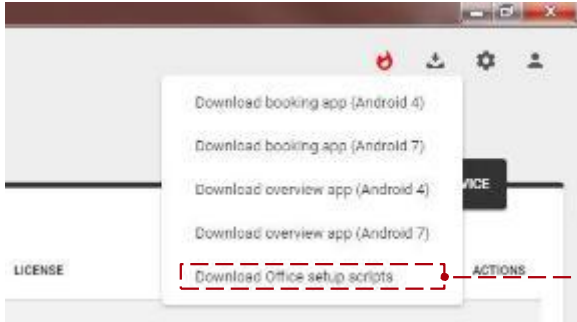 Download booking app (Android 4)
Download booking app (Android 7)
Download overview app (Android 4)
VICE
Download overview app (Android 7)
LICENSE
Download Office setup scripts
ACTIONS